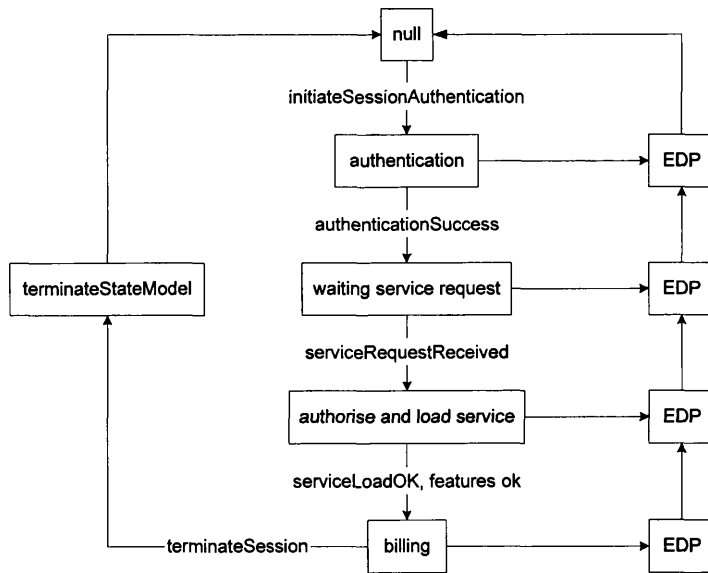 null
initiateSessionAuthentication
authentication
EDP
authenticationSuccess
terminateStateModel
waiting service request
EDP
serviceRequestReceived
authorise and load service
EDP
serviceLoadOK, features ok
terminateSession
billing
EDP